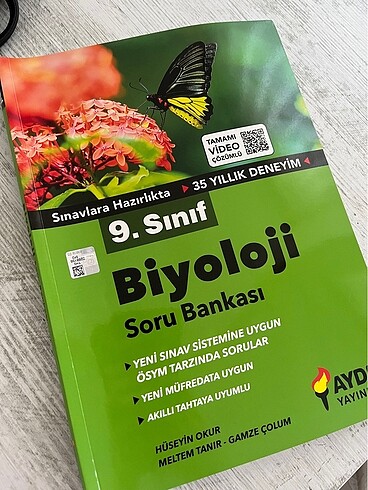 TAMAMI
VİDEO
ÇÖZÜMLÜ
Sınavlara Hazırlıkta
35 YILLIK DENEYİM
9. Sınıf
Biyoloji
Soru Bankası
YENİ SINAV SİSTEMİNE UYGUN
ÖSYM TARZINDA SORULAR
YENİ MÜFREDATA UYGUN
AKILLI TAHTAYA UYUMLU
HÜSEYİN OKUR
MELTEM TANIR - GAMZE ÇOLUM